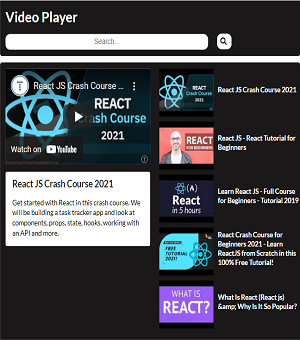 Video Player
Search...
React JS Crash Course ...
REACT
Crash Course
2021
Watch on YouTube
React JS Crash Course 2021
Get started with React in this crash course. We
will be building a task tracker app and look at
components, props, state, hooks, working with
an API and more.
REACT
Crash Course
2021
React JS Crash Course 2021
REACT
FOR BEGINNERS
React JS - React Tutorial for
Beginners
React
in 5 hours
Learn React JS - Full Course
for Beginners - Tutorial 2019
FREE
TUTORIAL
2021!
React Crash Course for
Beginners 2021 - Learn
ReactJS from Scratch in this
100% Free Tutorial!
WHAT IS
REACT?
What Is React (React js)
&amp; Why Is It So Popular?